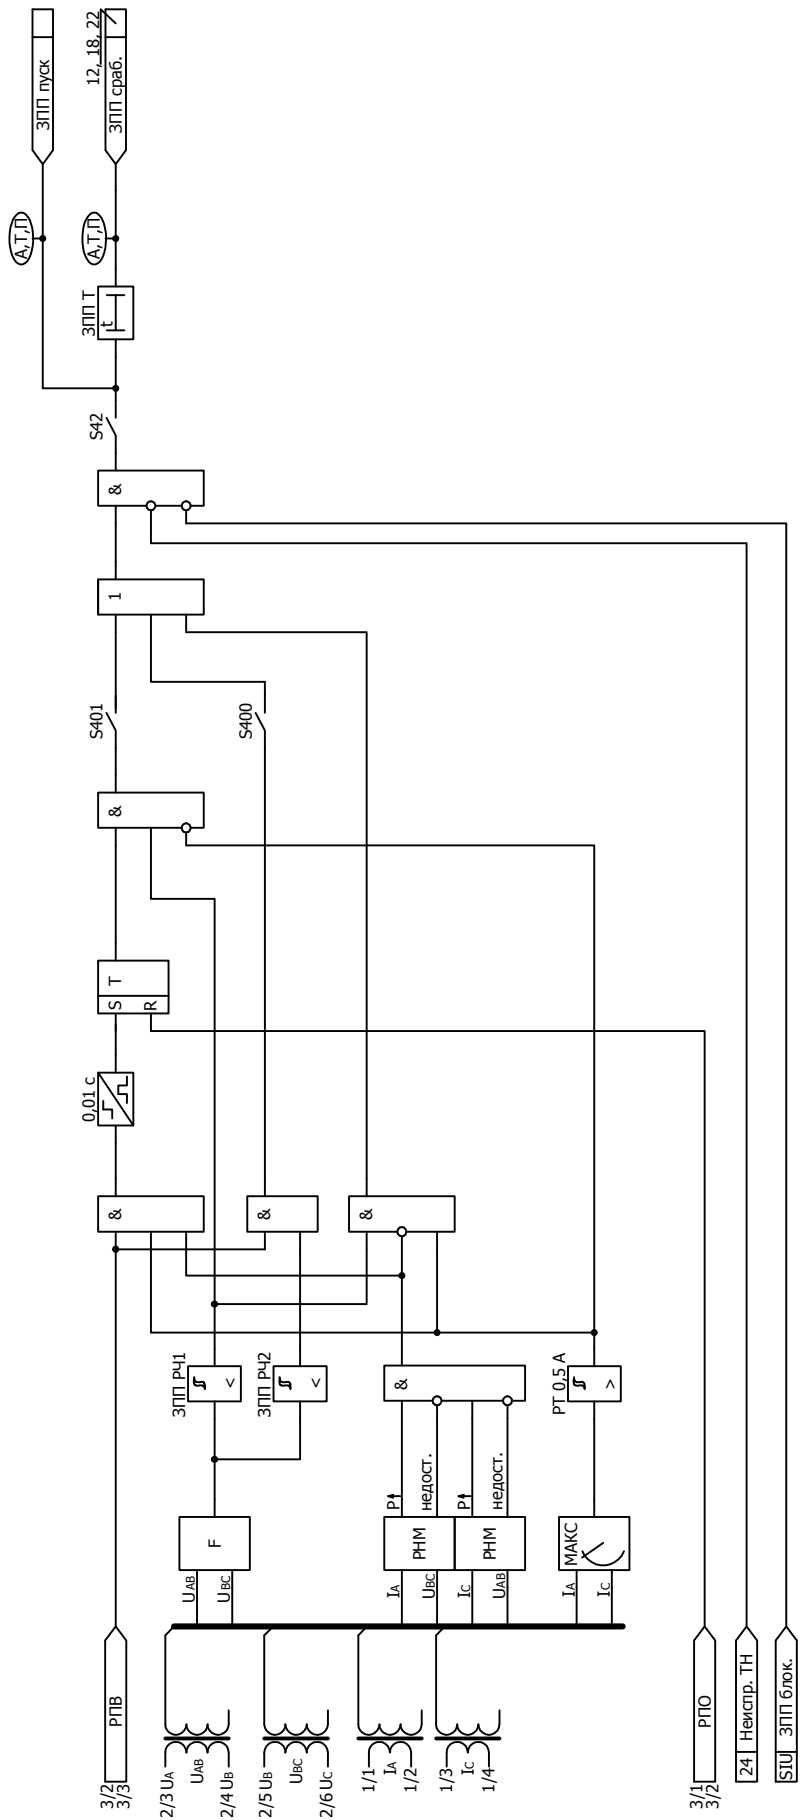 3/2
3/3
РПВ
2/3 UA
UAB
2/4 UB
2/5 UB
UBC
2/6 UC
1/1
IA
1/2
1/3
IC
1/4
3/1
3/2
РПО
24 Неиспр. ТН
SIU ЗПП блок.
UAB
UBC
F
IA
UBC
РНМ
P
недост.
IC
UAB
РНМ
P
недост.
IA
IC
МАКС
ЗПП РЧ1
<
ЗПП РЧ2
<
&
РТ 0,5 А
>
&
&
&
0,01 с
S T
R
&
S401
S400
1
&
S42
ЗПП Т
t
А,Т,П
А,Т,П
ЗПП пуск
12, 18, 22
ЗПП сраб.